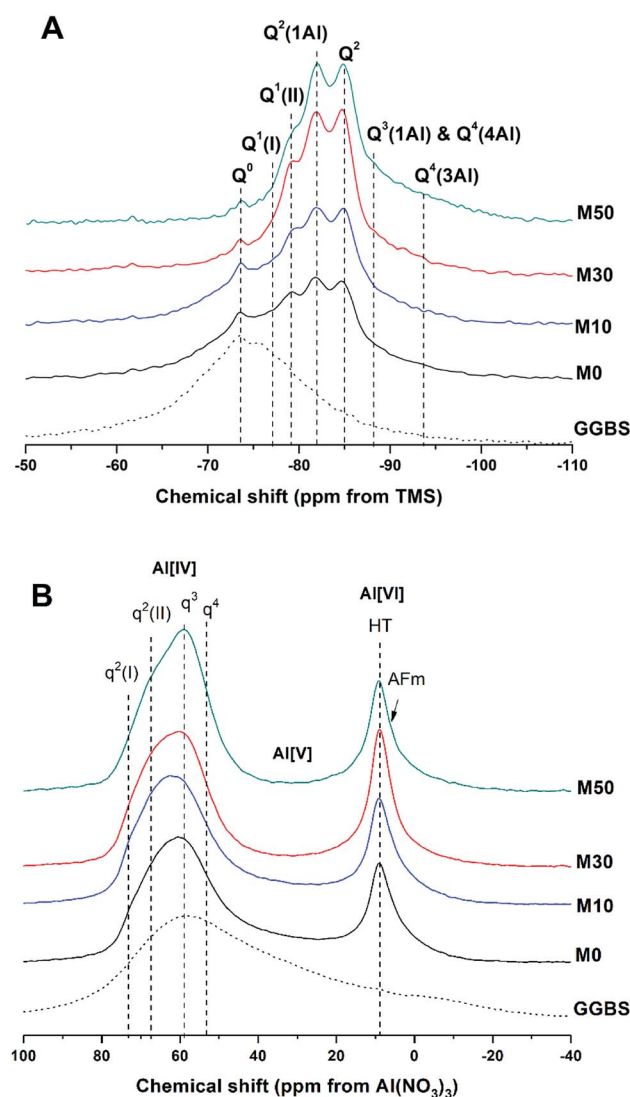 A
Q²(1Al)
Q²
Q¹(II)
Q¹(I)
Q³(1Al) & Q⁴(4Al)
Q⁰
Q⁴(3Al)
M50
M30
M10
M0
GGBS
-50 -60 -70 -80 -90 -100 -110
Chemical shift (ppm from TMS)
B
Al[IV]
Al[VI]
q²(I)
q²(II)
q³
q⁴
HT
AFm
Al[V]
M50
M30
M10
M0
GGBS
100 80 60 40 20 0 -20 -40
Chemical shift (ppm from Al(NO₃)₃)